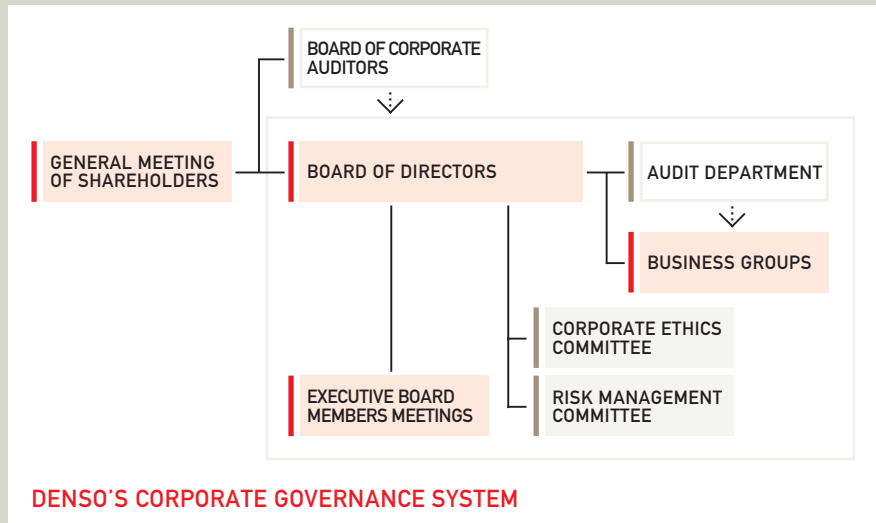 BOARD OF CORPORATE
AUDITORS
GENERAL MEETING
OF SHAREHOLDERS
BOARD OF DIRECTORS
AUDIT DEPARTMENT
BUSINESS GROUPS
CORPORATE ETHICS
COMMITTEE
EXECUTIVE BOARD
MEMBERS MEETINGS
RISK MANAGEMENT
COMMITTEE
DENSO'S CORPORATE GOVERNANCE SYSTEM